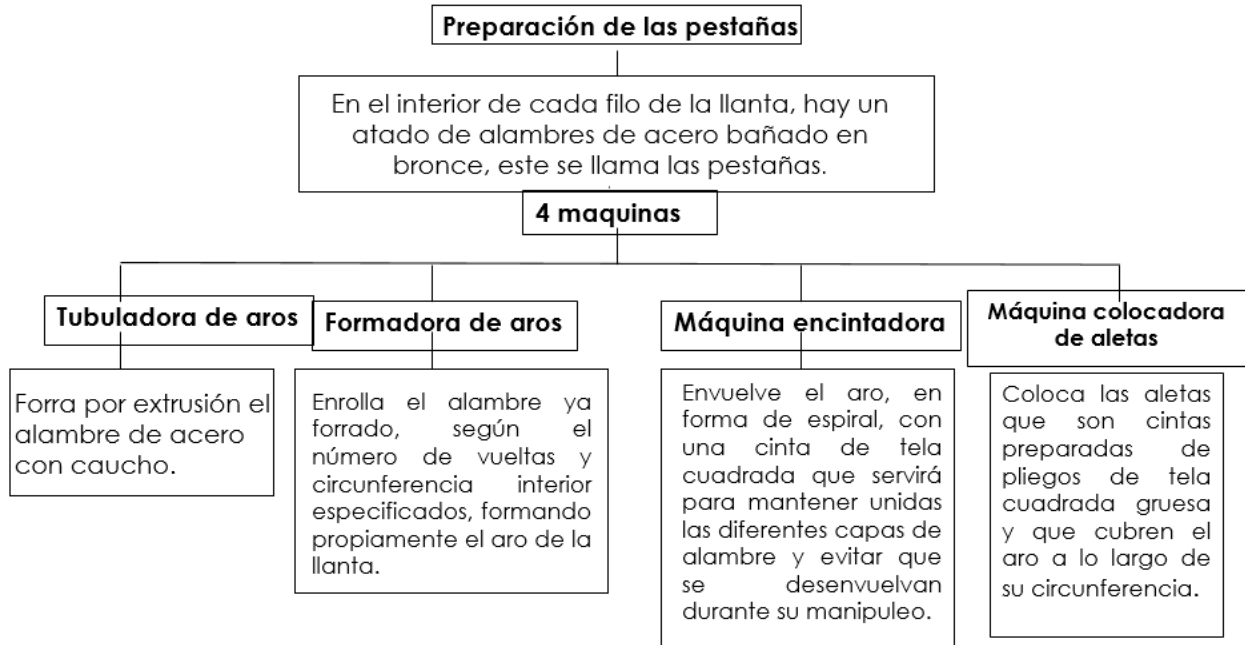 Preparación de las pestañas
En el interior de cada filo de la llanta, hay un
atado de alambres de acero bañado en
bronce, este se llama las pestañas.
4 maquinas
Tubuladora de aros
Forra por extrusión el
alambre de acero
con caucho.
Formadora de aros
Enrolla el alambre ya
forrado, según el
número de vueltas y
circunferencia interior
especificados, formando
propiamente el aro de la
llanta.
Máquina encintadora
Envuelve el aro, en
forma de espiral, con
una cinta de tela
cuadrada que servirá
para mantener unidas
las diferentes capas de
alambre y evitar que
se desenvuelvan
durante su manipuleo.
Máquina colocadora
de aletas
Coloca las aletas
que son cintas
preparadas de
pliegos de tela
cuadrada gruesa
y que cubren el
aro a lo largo de
su circunferencia.